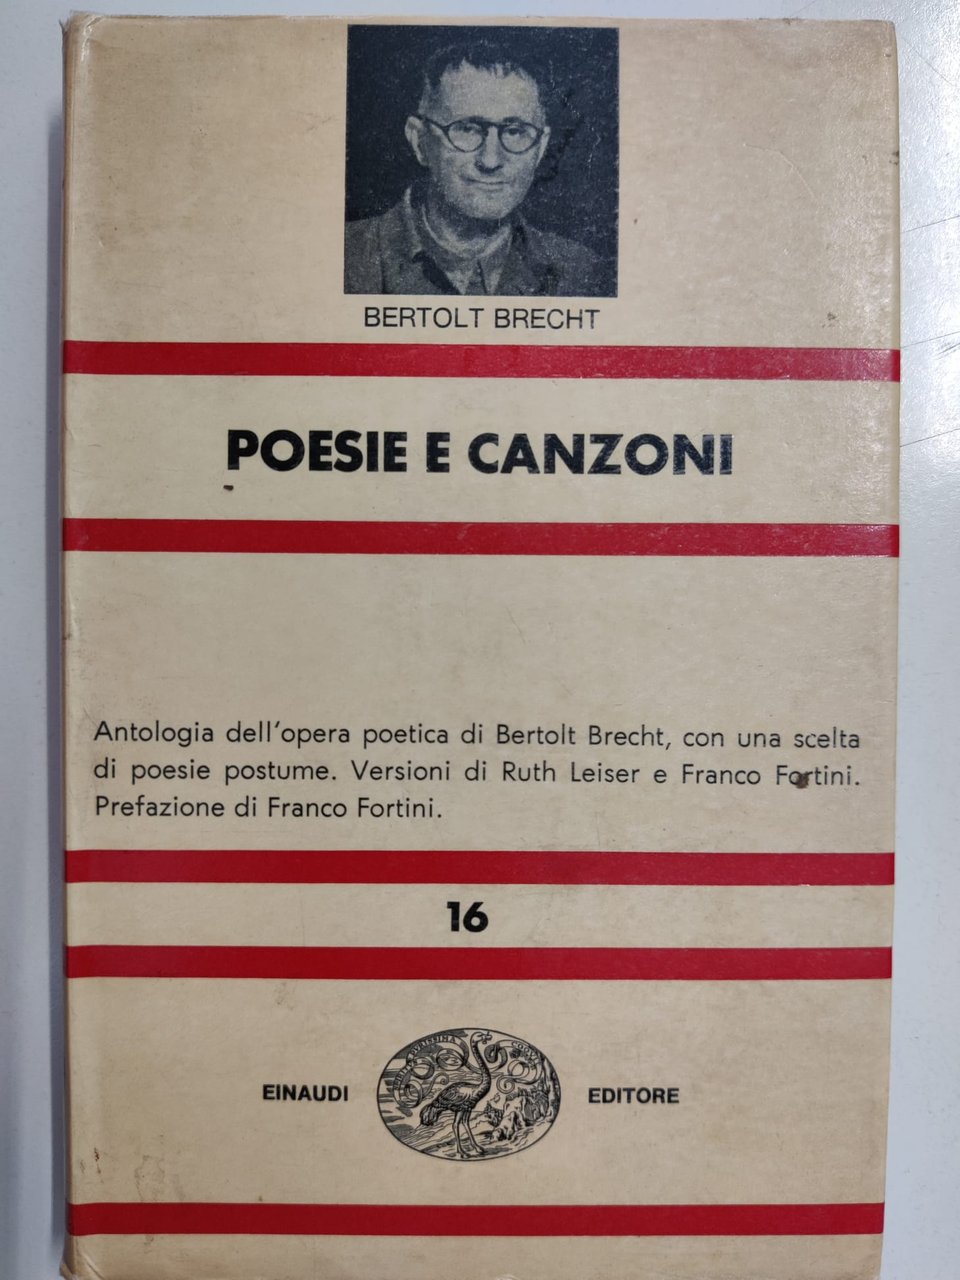 BERTOLT BRECHT
POESIE E CANZONI
Antologia dell'opera poetica di Bertolt Brecht, con una scelta
di poesie postume. Versioni di Ruth Leiser e Franco Fortini.
Prefazione di Franco Fortini.
16
EINAUDI EDITORE